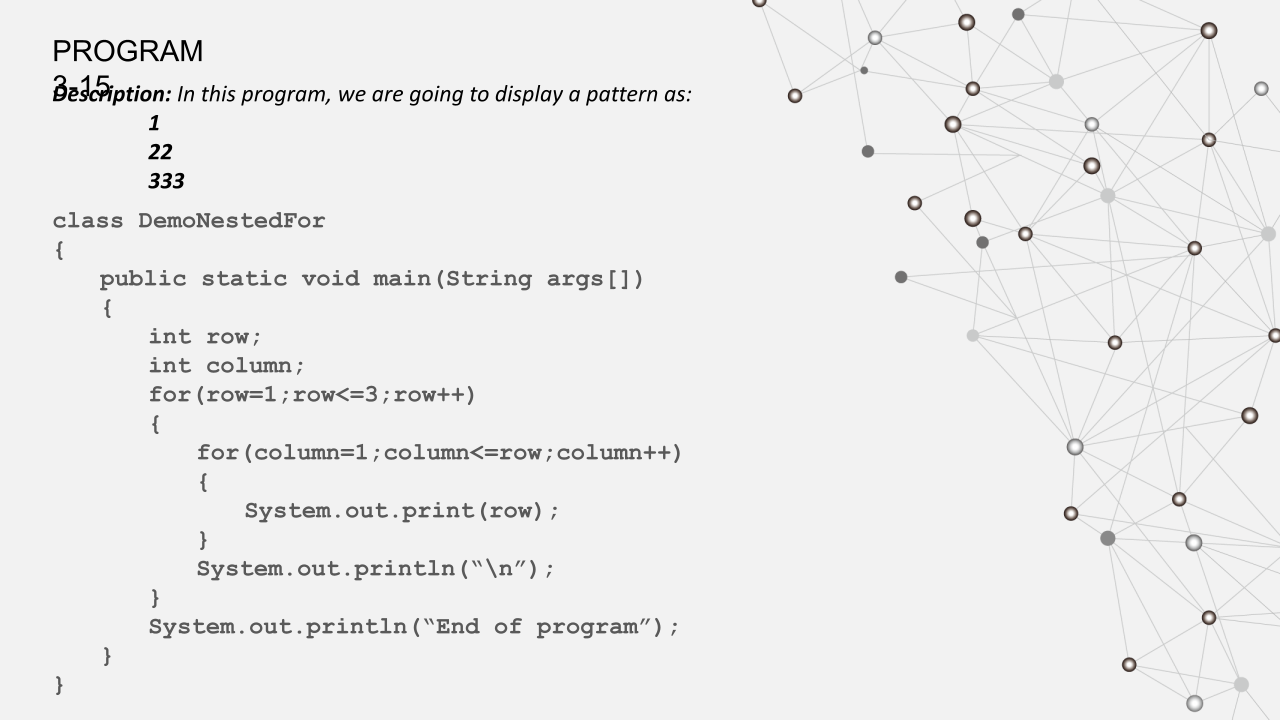 PROGRAM
3-15
Description: In this program, we are going to display a pattern as:
1
22
333
class DemoNestedFor
{
public static void main(String args[])
{
int row;
int column;
for(row=1;row<=3;row++)
{
for(column=1;column<=row;column++)
{
System.out.print(row);
}
System.out.println(“\n”);
}
System.out.println(“End of program”);
}
}